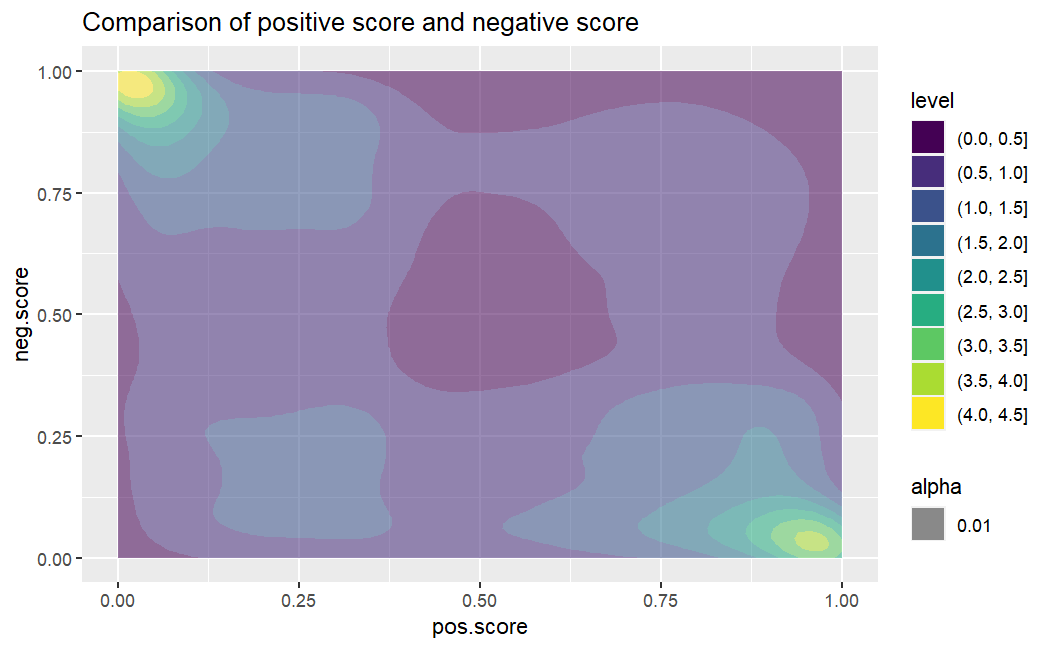 Comparison of positive score and negative score
1.00
0.75
0.50
0.25
0.00
neg.score
0.00 0.25 0.50 0.75 1.00
pos.score
level
(0.0, 0.5]
(0.5, 1.0]
(1.0, 1.5]
(1.5, 2.0]
(2.0, 2.5]
(2.5, 3.0]
(3.0, 3.5]
(3.5, 4.0]
(4.0, 4.5]
alpha
0.01